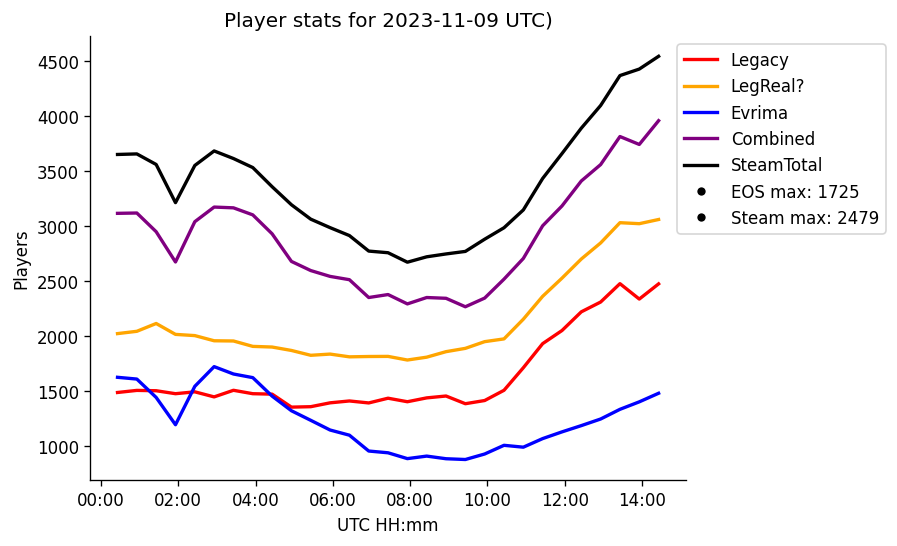 Player stats for 2023-11-09 UTC)
Players
4500
4000
3500
3000
2500
2000
1500
1000
00:00 02:00 04:00 06:00 08:00 10:00 12:00 14:00
UTC HH:mm
Legacy
LegReal?
Evrima
Combined
SteamTotal
EOS max: 1725
Steam max: 2479